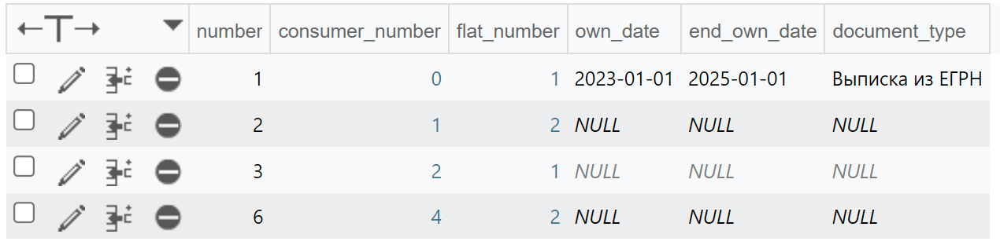 number consumer_number flat_number own_date end_own_date document_type
1 0 1 2023-01-01 2025-01-01 Выписка из ЕГРН
2 1 2 NULL NULL NULL
3 2 1 NULL NULL NULL
6 4 2 NULL NULL NULL